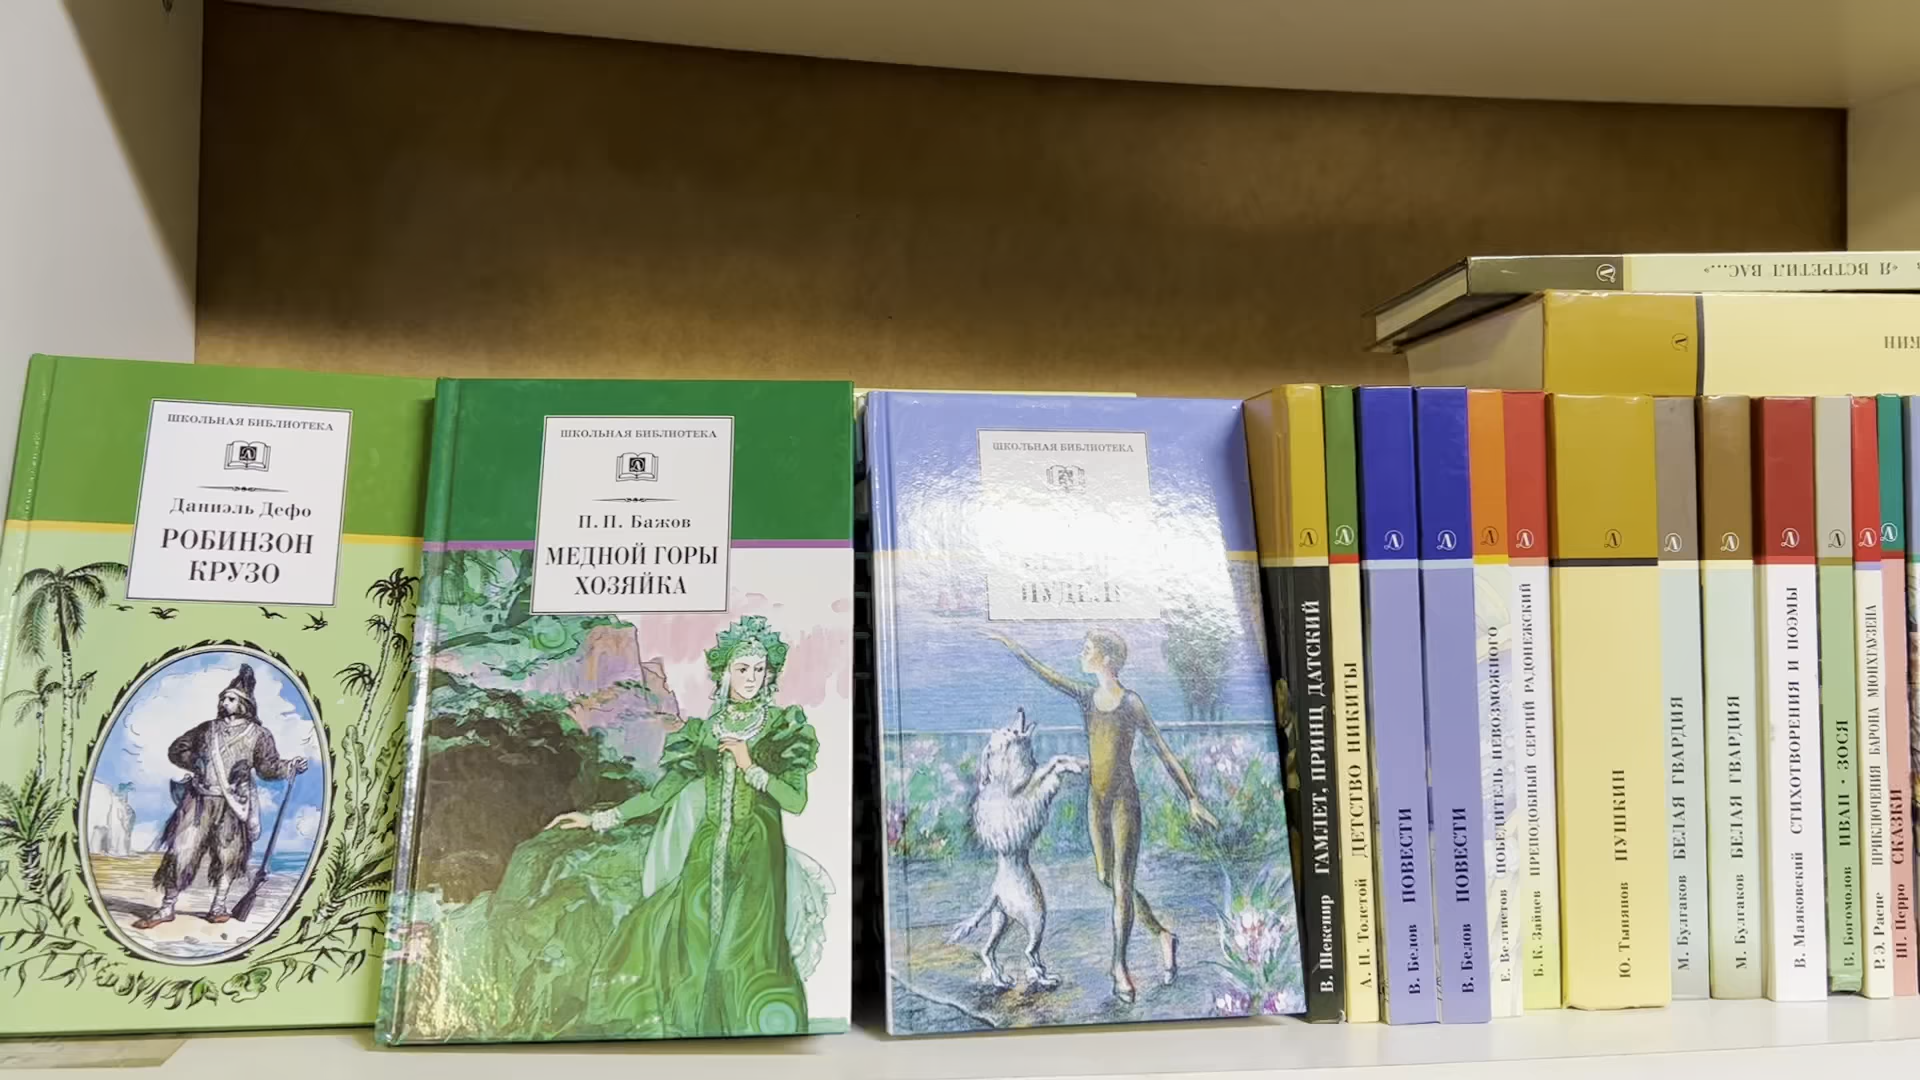 ШКОЛЬНАЯ БИБЛИОТЕКА
Даниэль Дефо
РОБИНЗОН
КРУЗО
ШКОЛЬНАЯ БИБЛИОТЕКА
П. П. Бажов
МЕДНОЙ ГОРЫ
ХОЗЯЙКА
ШКОЛЬНАЯ БИБЛИОТЕКА
ПУДЕЛЬ
«Я ВСТРЕТИЛ ВАС...»
В. Шекспир ГАМЛЕТ, ПРИНЦ ДАТСКИЙ
А. Н. Толстой ДЕТСТВО НИКИТЫ
В. Белов ПОВЕСТИ
В. Белов ПОВЕСТИ
Е. Велтистов ПОБЕДИТЕЛЬ НЕВОЗМОЖНОГО
Б. К. Зайцев ПРЕПОДОБНЫЙ СЕРГИЙ РАДОНЕЖСКИЙ
Ю. Тынянов ПУШКИН
М. Булгаков БЕЛАЯ ГВАРДИЯ
М. Булгаков БЕЛАЯ ГВАРДИЯ
В. Маяковский СТИХОТВОРЕНИЯ И ПОЭМЫ
В. Богомолов ИВАН · ЗОСЯ
Р. Э. Распе ПРИКЛЮЧЕНИЯ БАРОНА МЮНХГАУЗЕНА
Ш. Перро СКАЗКИ